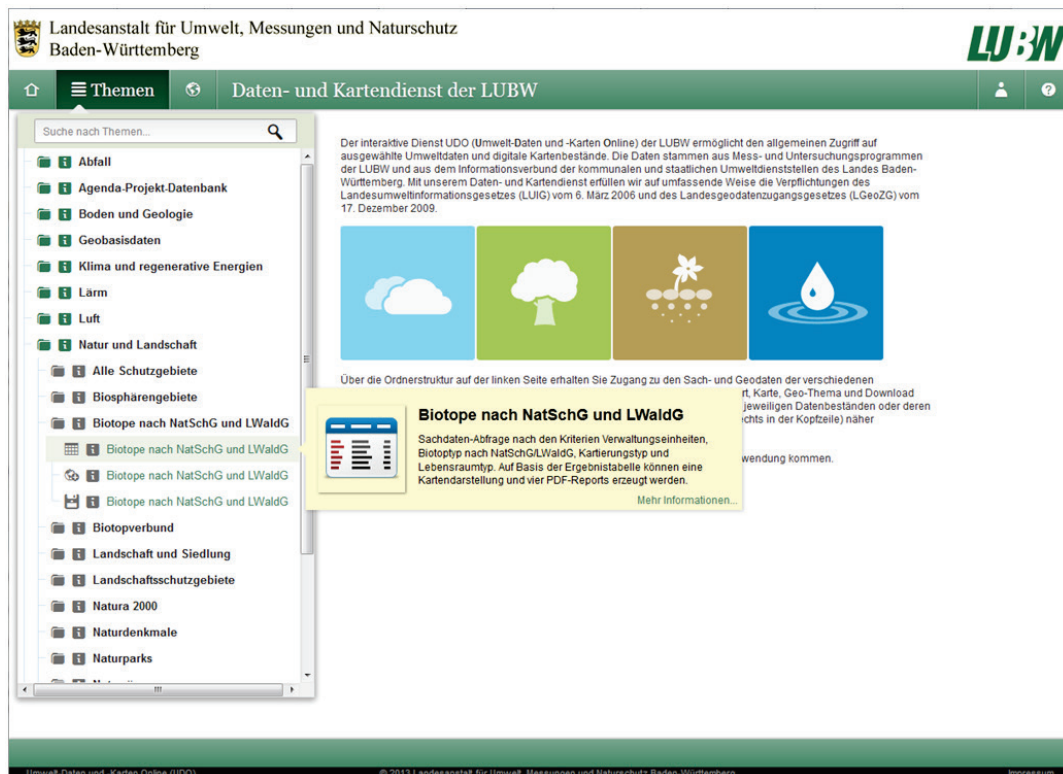 Landesanstalt für Umwelt, Messungen und Naturschutz
Baden-Württemberg
LUBW
Themen
Daten- und Kartendienst der LUBW
Suche nach Themen...
Abfall
Agenda-Projekt-Datenbank
Boden und Geologie
Geobasisdaten
Klima und regenerative Energien
Lärm
Luft
Natur und Landschaft
Alle Schutzgebiete
Biosphärengebiete
Biotope nach NatSchG und LWaldG
Biotope nach NatSchG und LWaldG
Biotope nach NatSchG und LWaldG
Biotope nach NatSchG und LWaldG
Biotopverbund
Landschaft und Siedlung
Landschaftsschutzgebiete
Natura 2000
Naturdenkmale
Naturparks
Der interaktive Dienst UDO (Umwelt-Daten und -Karten Online) der LUBW ermöglicht den allgemeinen Zugriff auf
ausgewählte Umweltdaten und digitale Kartenbestände. Die Daten stammen aus Mess- und Untersuchungsprogrammen
der LUBW und aus dem Informationsverbund der kommunalen und staatlichen Umweltdienststellen des Landes Baden-
Württemberg. Mit unserem Daten- und Kartendienst erfüllen wir auf umfassende Weise die Verpflichtungen des
Landesumweltinformationsgesetzes (LUIG) vom 6. März 2006 und des Landesgeodatenzugangsgesetzes (LGeoZG) vom
17. Dezember 2009.
Über die Ordnerstruktur auf der linken Seite erhalten Sie Zugang zu den Sach- und Geodaten der verschiedenen
Karte, Geo-Thema und Download
jeweiligen Datenbeständen oder deren
in der Kopfzeile) näher
Biotope nach NatSchG und LWaldG
Sachdaten-Abfrage nach den Kriterien Verwaltungseinheiten,
Biotoptyp nach NatSchG/LWaldG, Kartierungstyp und
Lebensraumtyp. Auf Basis der Ergebnistabelle können eine
Kartendarstellung und vier PDF-Reports erzeugt werden.
Mehr Informationen...
kommen.
Umwelt-Daten und -Karten Online (UDO)
© 2013 Landesanstalt für Umwelt, Messungen und Naturschutz Baden-Württemberg
Impressum